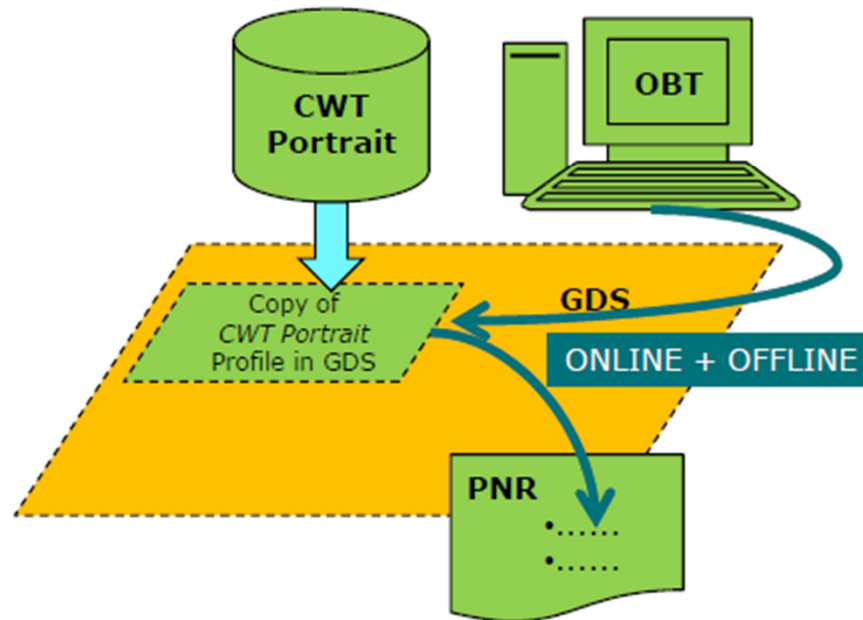 CWT
Portrait
OBT
GDS
Copy of
CWT Portrait
Profile in GDS
ONLINE + OFFLINE
PNR
•......
•......